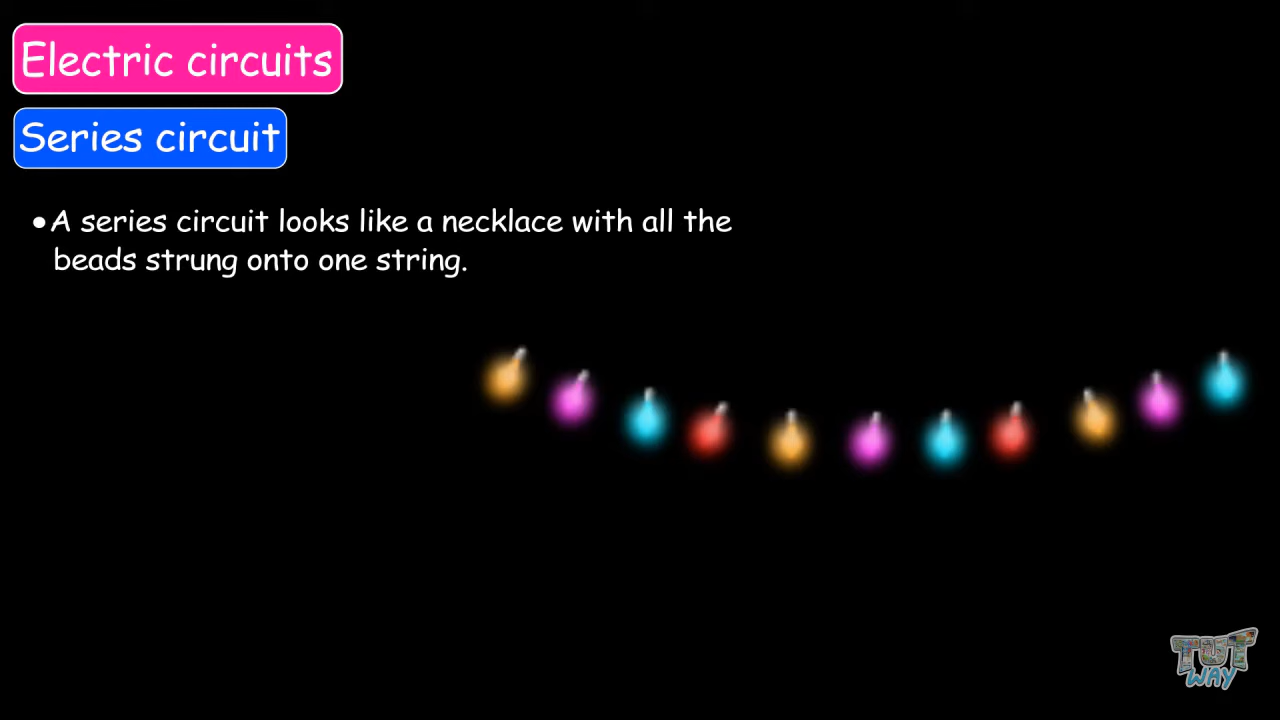 Electric circuits
Series circuit
•A series circuit looks like a necklace with all the
beads strung onto one string.
TUT
WAY